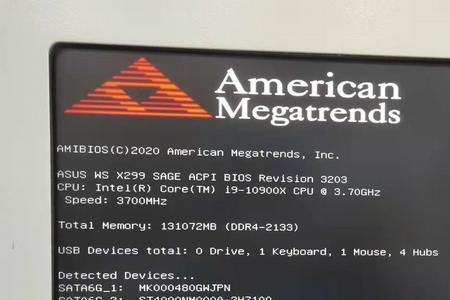 American
Megatrends
AMIBIOS(C)2020 American Megatrends, Inc.
ASUS WS X299 SAGE ACPI BIOS Revision 3203
CPU: Intel(R) Core(TM) i9-10900X CPU @ 3.70GHz
Speed: 3700MHz
Total Memory: 131072MB (DDR4-2133)
USB Devices total: 0 Drive, 1 Keyboard, 1 Mouse, 4 Hubs
Detected Devices...
SATA6G_1: MK000480GWJPN
SATA6G_2: